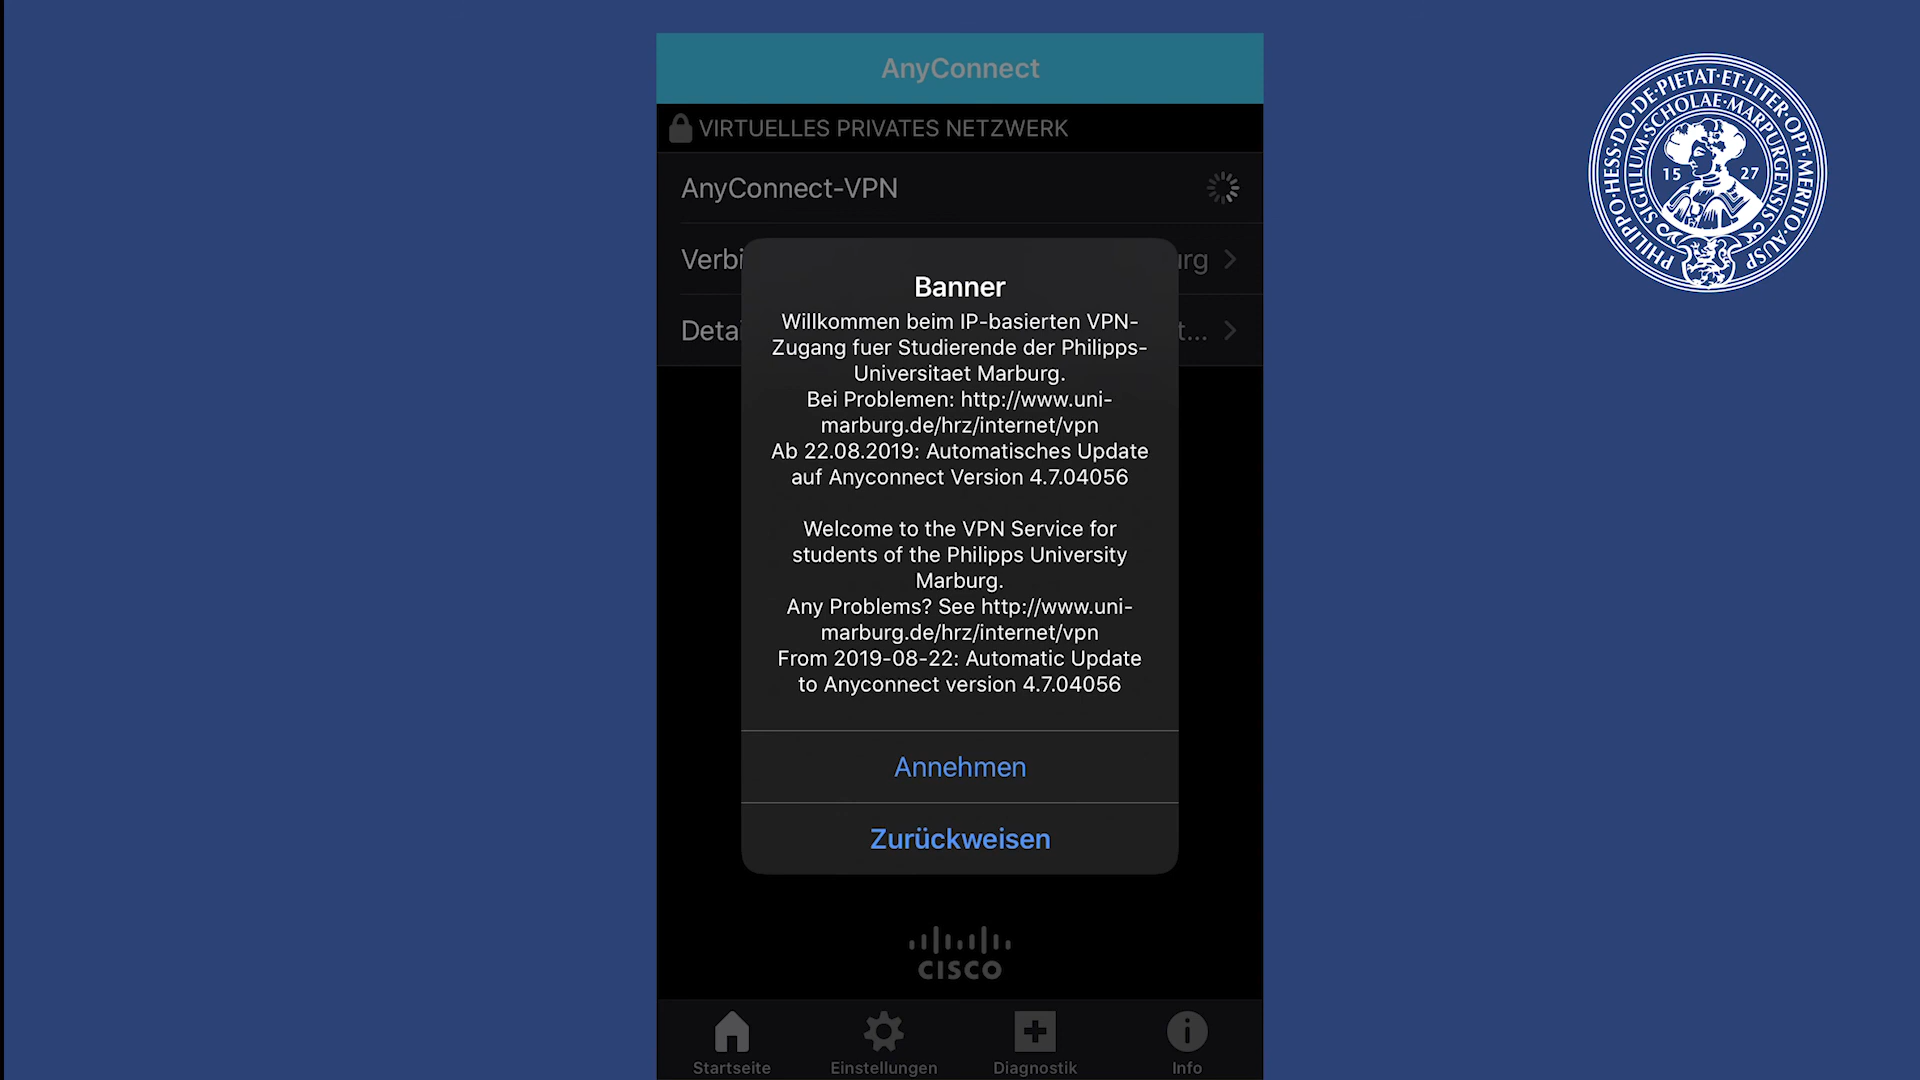 AnyConnect
VIRTUELLES PRIVATES NETZWERK
AnyConnect-VPN
Verbi
urg
Detai
t...
Banner
Willkommen beim IP-basierten VPN-
Zugang fuer Studierende der Philipps-
Universitaet Marburg.
Bei Problemen: http://www.uni-
marburg.de/hrz/internet/vpn
Ab 22.08.2019: Automatisches Update
auf Anyconnect Version 4.7.04056
Welcome to the VPN Service for
students of the Philipps University
Marburg.
Any Problems? See http://www.uni-
marburg.de/hrz/internet/vpn
From 2019-08-22: Automatic Update
to Anyconnect version 4.7.04056
Annehmen
Zurückweisen
CISCO
Startseite
Einstellungen
Diagnostik
Info
PHILIPPO·HESS·DO·DE·PIETAT·ET·LITER·OPT·MERITO·AUSP
SIGILLUM·SCHOLAE·MARPURGENSIS
15 27